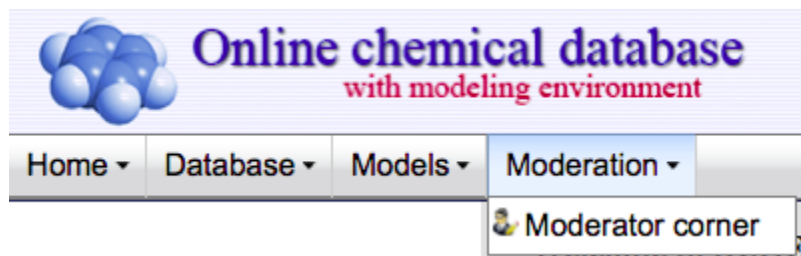 Online chemical database
with modeling environment
Home Database Models Moderation
Moderator corner